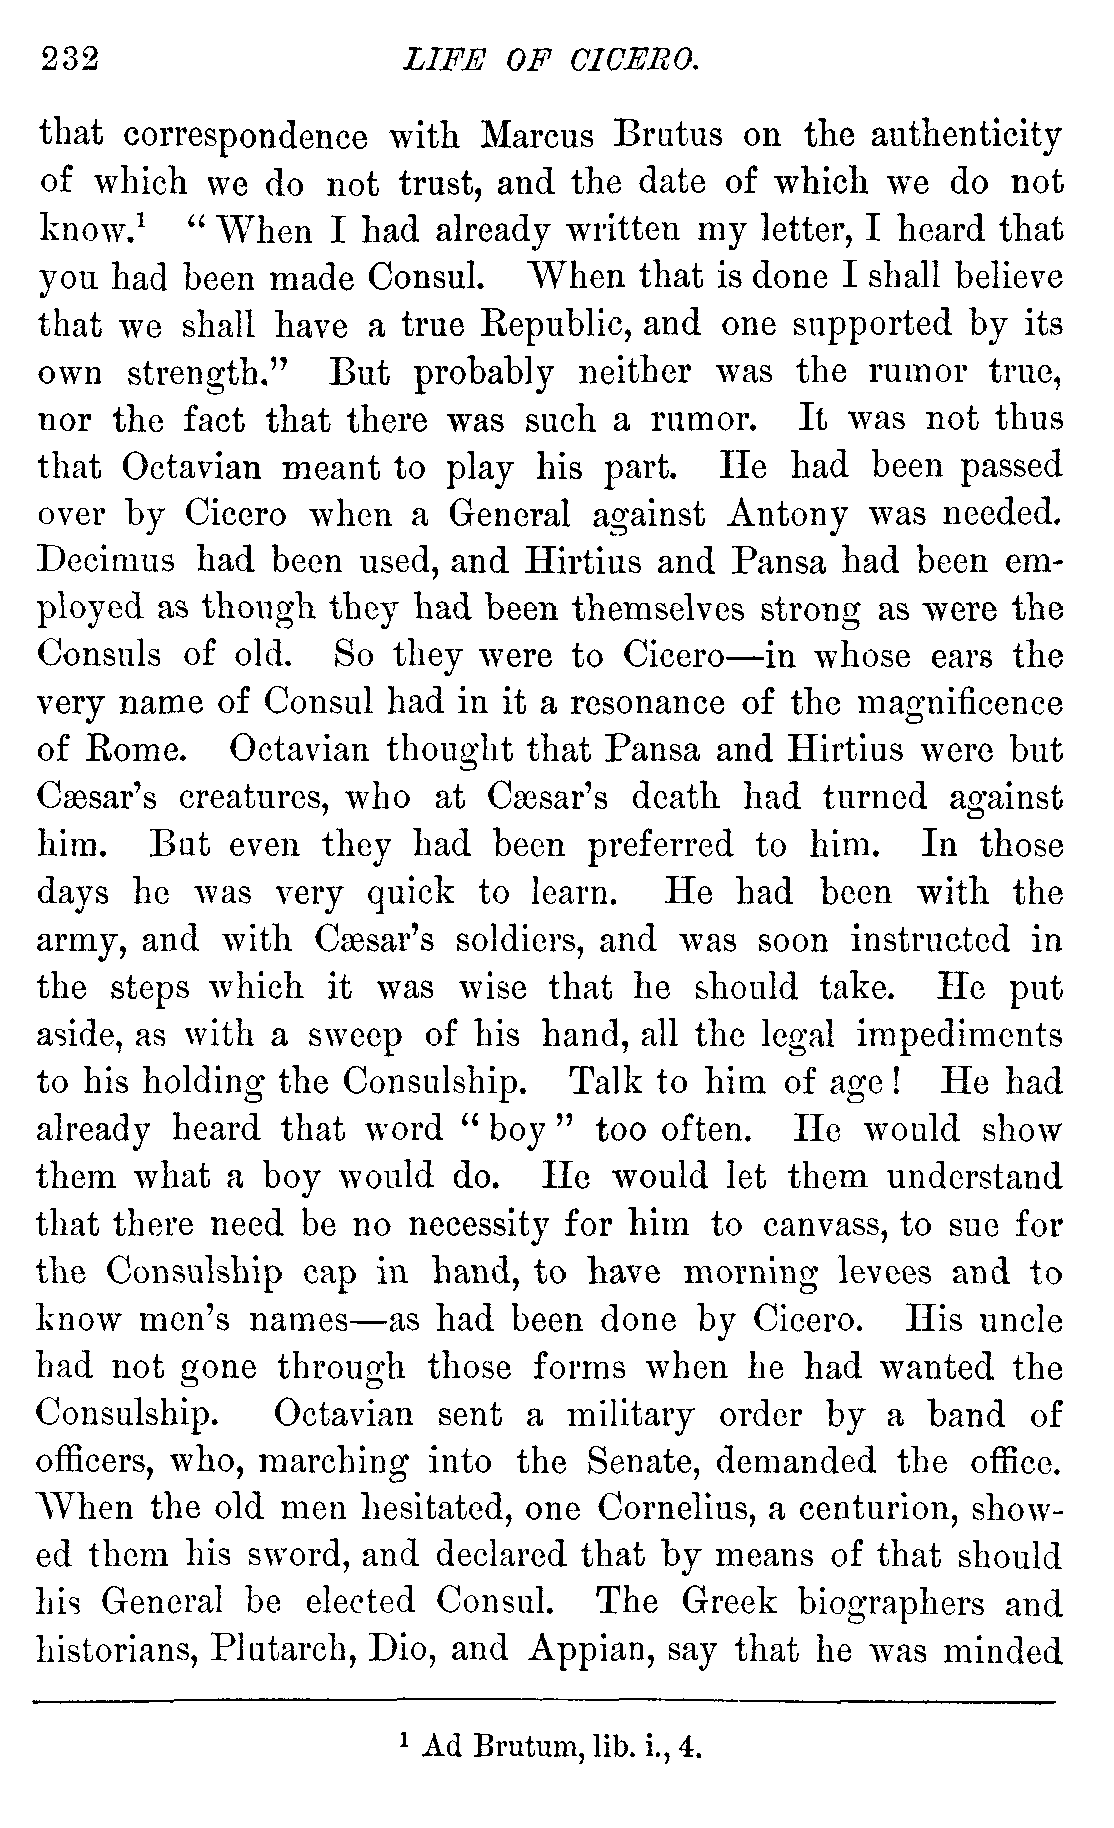 232 LIFE OF CICERO.
that correspondence with Marcus Brutus on the authenticity
of which we do not trust, and the date of which we do not
know.¹ “When I had already written my letter, I heard that
you had been made Consul. When that is done I shall believe
that we shall have a true Republic, and one supported by its
own strength.” But probably neither was the rumor true,
nor the fact that there was such a rumor. It was not thus
that Octavian meant to play his part. He had been passed
over by Cicero when a General against Antony was needed.
Decimus had been used, and Hirtius and Pansa had been em-
ployed as though they had been themselves strong as were the
Consuls of old. So they were to Cicero—in whose ears the
very name of Consul had in it a resonance of the magnificence
of Rome. Octavian thought that Pansa and Hirtius were but
Cæsar’s creatures, who at Cæsar’s death had turned against
him. But even they had been preferred to him. In those
days he was very quick to learn. He had been with the
army, and with Cæsar’s soldiers, and was soon instructed in
the steps which it was wise that he should take. He put
aside, as with a sweep of his hand, all the legal impediments
to his holding the Consulship. Talk to him of age! He had
already heard that word “boy” too often. He would show
them what a boy would do. He would let them understand
that there need be no necessity for him to canvass, to sue for
the Consulship cap in hand, to have morning levees and to
know men’s names—as had been done by Cicero. His uncle
had not gone through those forms when he had wanted the
Consulship. Octavian sent a military order by a band of
officers, who, marching into the Senate, demanded the office.
When the old men hesitated, one Cornelius, a centurion, show-
ed them his sword, and declared that by means of that should
his General be elected Consul. The Greek biographers and
historians, Plutarch, Dio, and Appian, say that he was minded
¹ Ad Brutum, lib. i., 4.